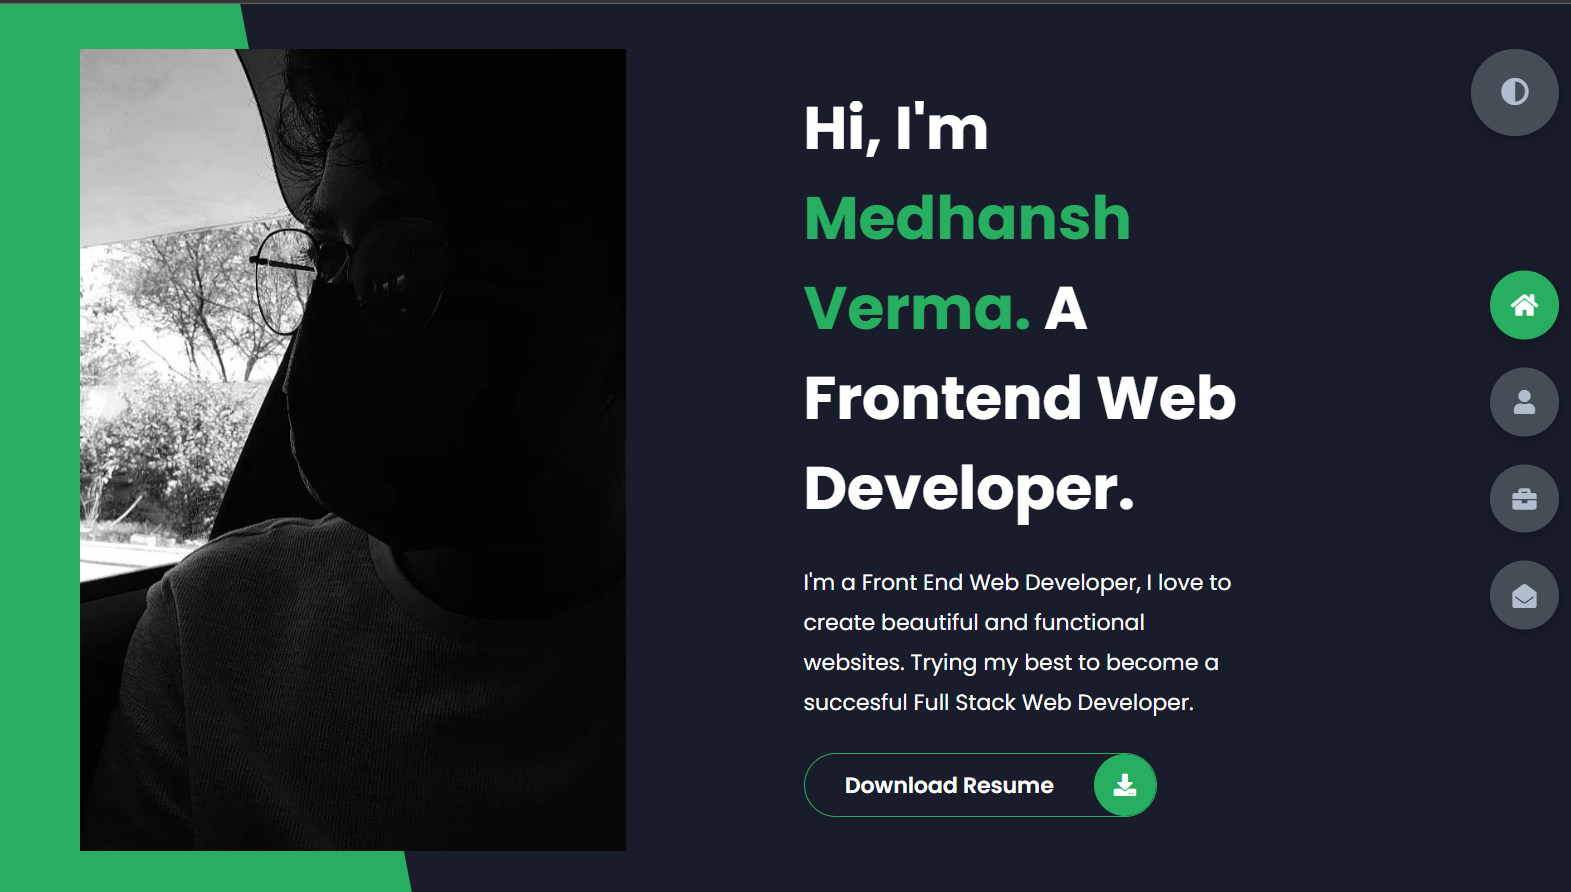 Hi, I'm
Medhansh
Verma. A
Frontend Web
Developer.
I'm a Front End Web Developer, I love to
create beautiful and functional
websites. Trying my best to become a
succesful Full Stack Web Developer.
Download Resume